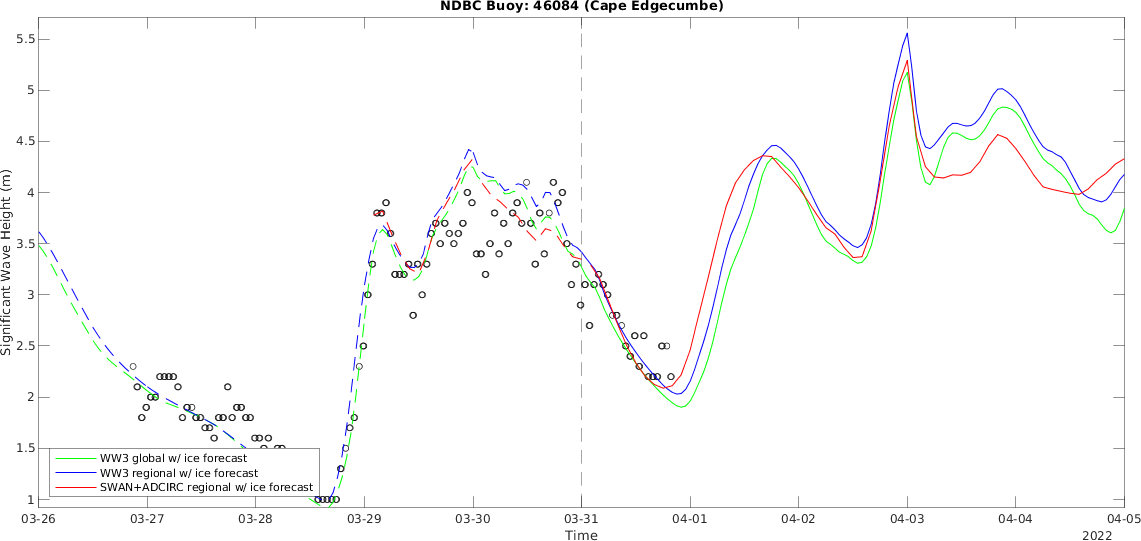 NDBC Buoy: 46084 (Cape Edgecumbe)
5.5
5
4.5
4
3.5
3
2.5
2
1.5
1
Significant Wave Height (m)
WW3 global w/ ice forecast
WW3 regional w/ ice forecast
SWAN+ADCIRC regional w/ ice forecast
03-26 03-27 03-28 03-29 03-30 03-31 04-01 04-02 04-03 04-04 04-05
Time
2022